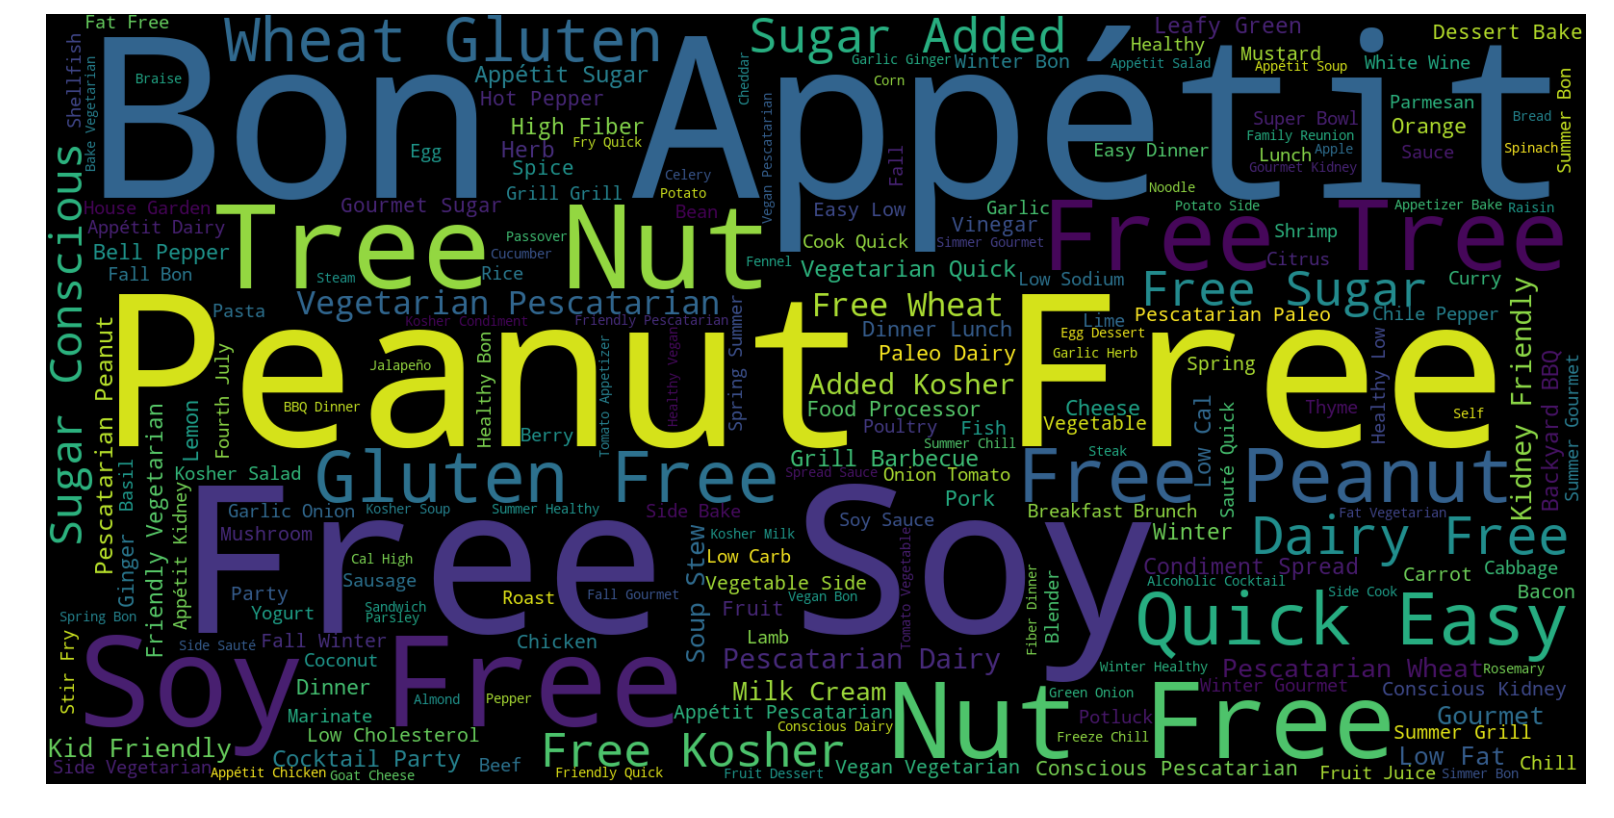 Fat Free
Wheat Gluten
Sugar Added
Leafy Green
Dessert Bake
Shellfish
Bake Vegetarian
Braise
Bon Appétit
Appétit Sugar
Hot Pepper
High Fiber
Herb
Fry Quick
Egg
Spice
Grill Grill
Celery
Potato
Cheddar
Vegan Pescatarian
Garlic Ginger
Winter Bon
Corn
Healthy
Appétit Salad
Mustard
Appétit Soup
White Wine
Parmesan
Orange
Super Bowl
Family Reunion
Lunch
Apple
Gourmet Kidney
Sauce
Bread
Spinach
Summer Bon
Easy Dinner
Fall
Noodle
Sugar Conscious
House Garden
Appétit Dairy
Bell Pepper
Fall Bon
Tree Nut
Gourmet Sugar
Passover
Cucumber
Rice
Steam
Bean
Fennel
Easy Low
Cook Quick
Vegetarian Quick
Garlic
Vinegar
Simmer Gourmet
Low Sodium
Free Tree
Potato Side
Shrimp
Citrus
Appetizer Bake
Raisin
Curry
Free Sugar
Pasta
Vegetarian Pescatarian
Kosher Condiment
Friendly Pescatarian
Free Wheat
Dinner Lunch
Paleo Dairy
Added Kosher
Food Processor
Poultry
Fish
Summer Chill
Lime
Egg Dessert
Garlic Herb
Pescatarian Paleo
Spring
Chile Pepper
Peanut Free
Pescatarian Peanut
Fourth July
Jalapeño
BBQ Dinner
Healthy Bon
Berry
Tomato Appetizer
Healthy Vegan
Spring Summer
Cheese
Vegetable
Thyme
Healthy Low
Self
Kidney Friendly
Backyard BBQ
Summer Gourmet
Lemon
Friendly Vegetarian
Ginger Basil
Kosher Salad
Appétit Kidney
Gluten Free
Grill Barbecue
Spread Sauce
Onion Tomato
Steak
Low Cal
Sauté Quick
Free Peanut
Garlic Onion
Kosher Soup
Summer Healthy
Side Bake
Soy Sauce
Pork
Breakfast Brunch
Fat Vegetarian
Mushroom
Cal High
Sausage
Free Soy
Soup Stew
Kosher Milk
Low Carb
Vegetable Side
Vegan Bon
Tomato Vegetable
Winter
Dairy Free
Condiment Spread
Carrot
Cabbage
Alcoholic Cocktail
Side Cook
Bacon
Party
Yogurt
Sandwich
Parsley
Roast
Fall Gourmet
Fruit
Lamb
Fiber Dinner
Blender
Quick Easy
Spring Bon
Side Sauté
Fall Winter
Chicken
Stir Fry
Soy Free
Coconut
Dinner
Marinate
Low Cholesterol
Almond
Pepper
Pescatarian Dairy
Milk Cream
Appétit Pescatarian
Conscious Dairy
Nut Free
Winter Healthy
Green Onion
Potluck
Freeze Chill
Pescatarian Wheat
Rosemary
Winter Gourmet
Conscious Kidney
Gourmet
Summer Grill
Kid Friendly
Side Vegetarian
Cocktail Party
Appétit Chicken
Goat Cheese
Beef
Free Kosher
Friendly Quick
Fruit Dessert
Vegan Vegetarian
Conscious Pescatarian
Low Fat
Fruit Juice
Simmer Bon
Chill